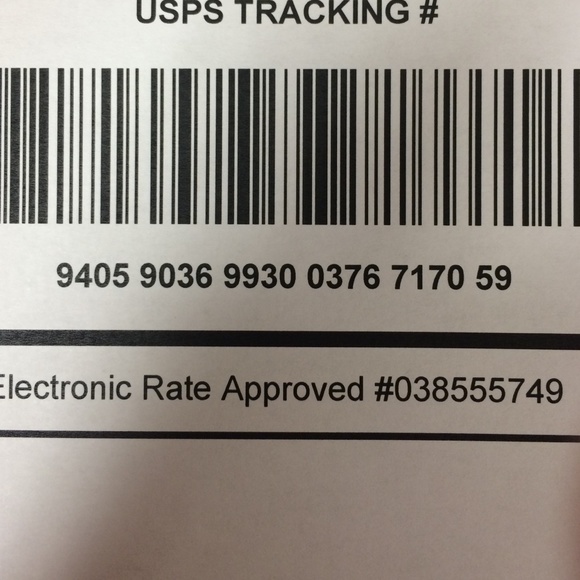 USPS TRACKING #
9405 9036 9930 0376 7170 59
Electronic Rate Approved #038555749